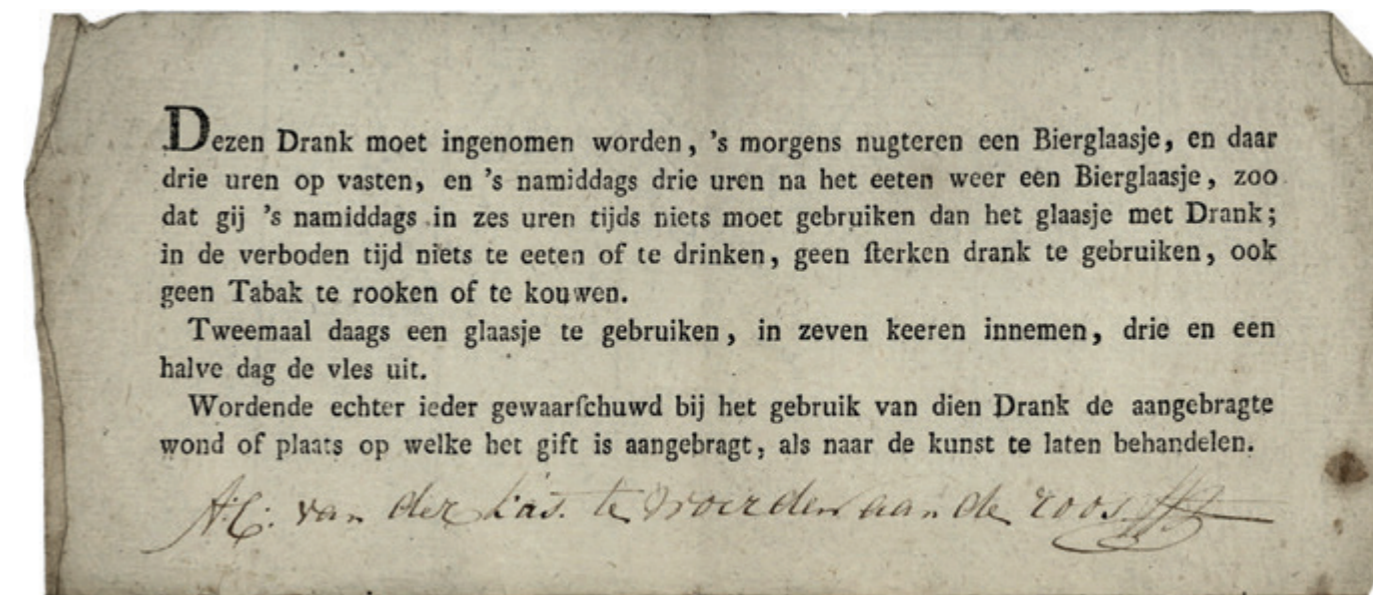 Dezen Drank moet ingenomen worden, 's morgens nugteren een Bierglaasje, en daar
drie uren op vasten, en 's namiddags drie uren na het eeten weer een Bierglaasje, zoo
dat gij 's namiddags in zes uren tijds niets moet gebruiken dan het glaasje met Drank;
in de verboden tijd niets te eeten of te drinken, geen ſterken drank te gebruiken, ook
geen Tabak te rooken of te kouwen.
Tweemaal daags een glaasje te gebruiken, in zeven keeren innemen, drie en een
halve dag de vles uit.
Wordende echter ieder gewaarſchuwd bij het gebruik van dien Drank de aangebragte
wond of plaats op welke het gift is aangebragt, als naar de kunst te laten behandelen.
van der te Woerden aan de roos